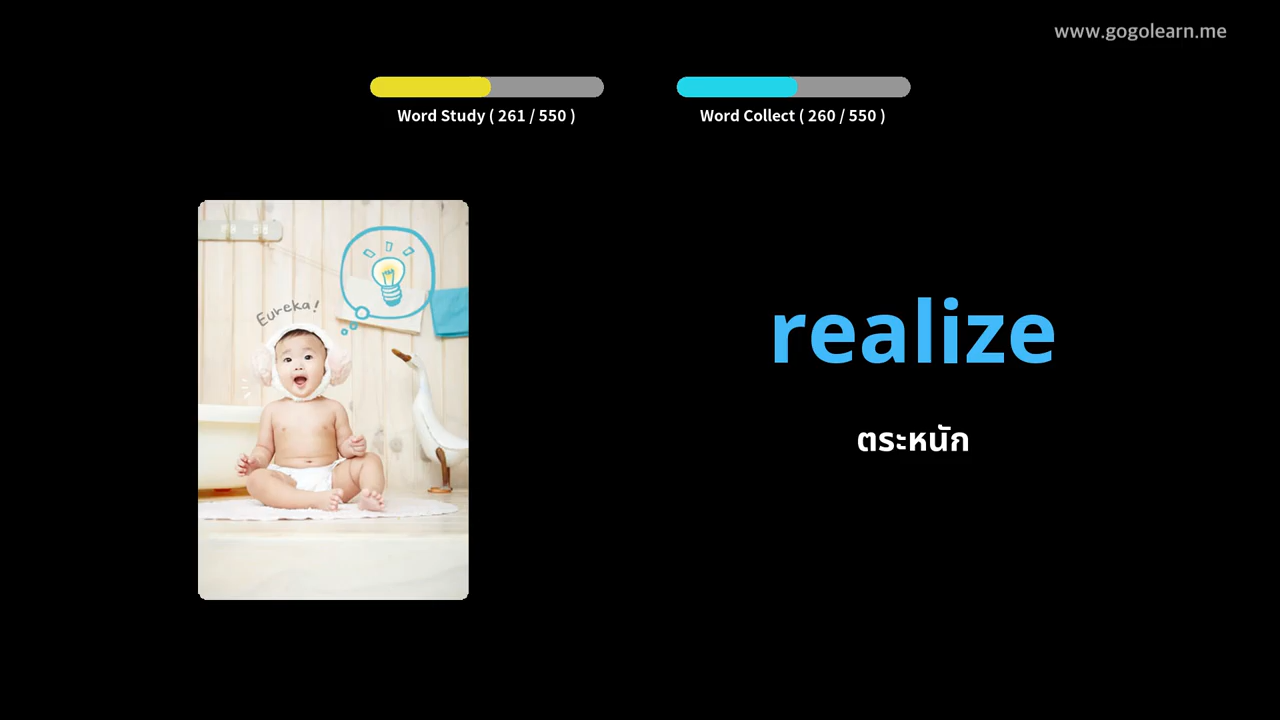 www.gogolearn.me
Word Study ( 261 / 550 )
Word Collect ( 260 / 550 )
Eureka!
realize
ตระหนัก